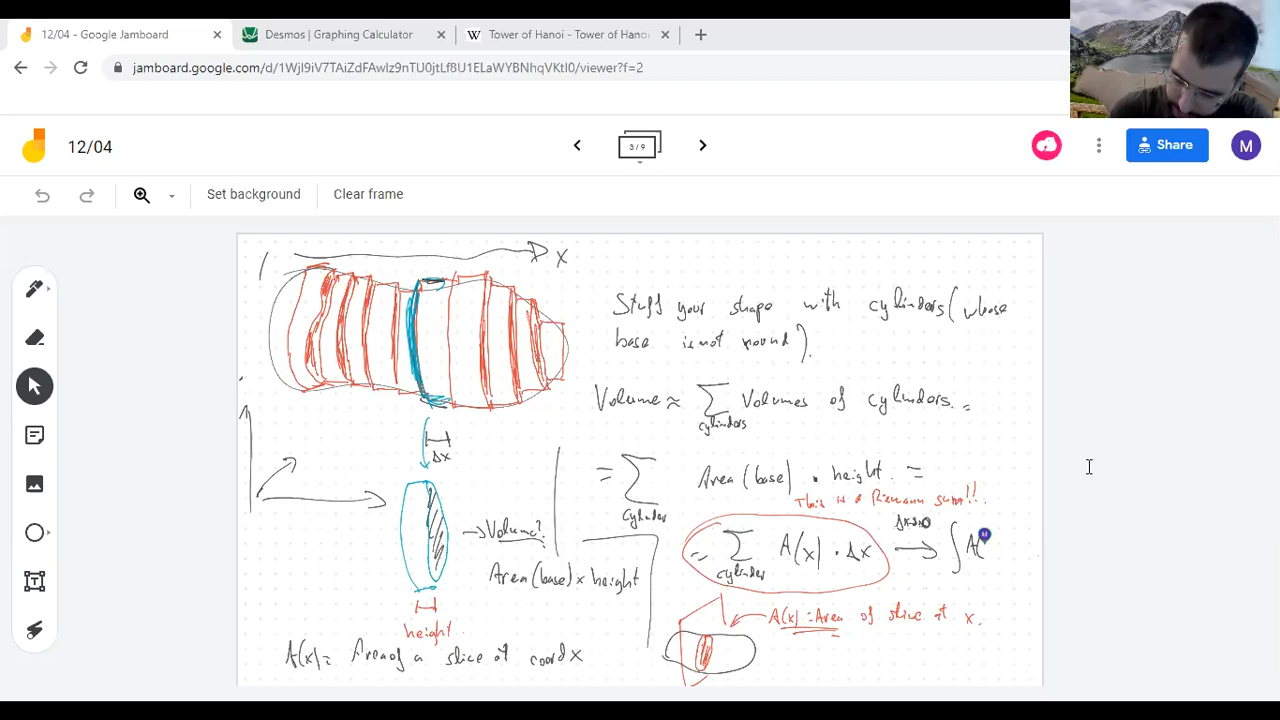 12/04 - Google Jamboard
Desmos | Graphing Calculator
W Tower of Hanoi - Tower of Hano
jamboard.google.com/d/1WJI9iV7TAiZdFAwIz9nTU0jtLf8U1ELaWYBNhqVKtI0/viewer?f=2
12/04
3 / 9
Share
M
Set background
Clear frame
x
Stuff your shape with cylinders (whose
base is not round).
Volume ≈ ∑ Volumes of cylinders. =
cylinders
Δx
= ∑ Area (base) · height. =
cylinder
This is a Riemann sum!!.
= ∑ A(x) · Δx → ∫ A(
cylinder
Δx→0
M
→ Volume?
Area (base) x height
height.
A(x) = Area of a slice at coord x
A(x) = Area of slice at x.